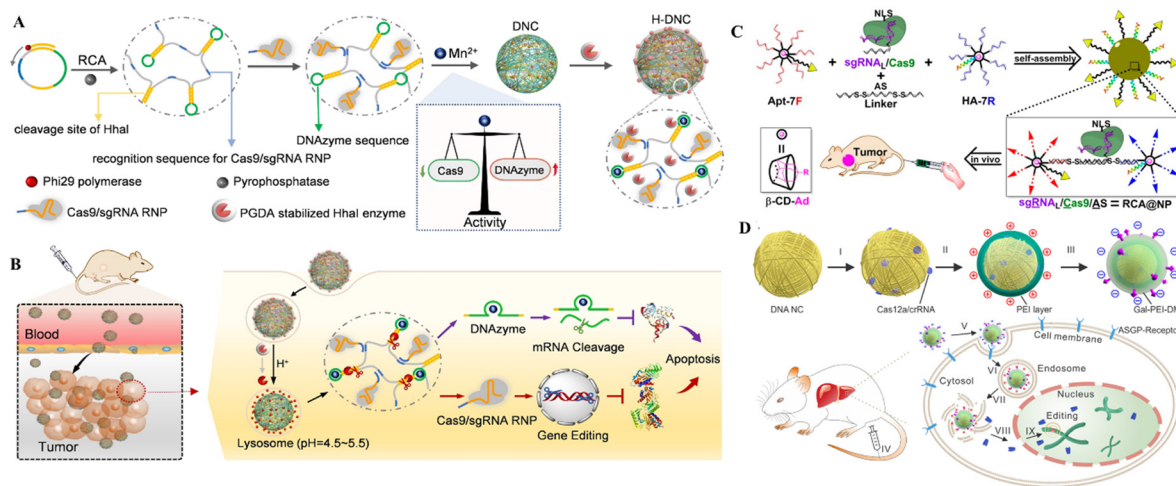 A
RCA
Mn²⁺
DNC
H-DNC
cleavage site of HhaI
DNAzyme sequence
recognition sequence for Cas9/sgRNA RNP
Phi29 polymerase
Pyrophosphatase
Cas9/sgRNA RNP
PGDA stabilized HhaI enzyme
Cas9
DNAzyme
Activity
B
Blood
Tumor
H⁺
Lysosome (pH=4.5~5.5)
DNAzyme
mRNA Cleavage
Apoptosis
Cas9/sgRNA RNP
Gene Editing
C
NLS
+
+
self-assembly
sgRNAL/Cas9
+
AS
S-S
S-S
Apt-7F
Linker
HA-7R
NLS
Tumor
in vivo
S-S
S-S
R
β-CD-Ad
sgRNAL/Cas9/AS = RCA@NP
D
I
II
III
DNA NC
Cas12a/crRNA
PEI layer
Gal-PEI-DN
V
Cell membrane
ASGP-Recepto
VI
Endosome
Cytosol
VII
Nucleus
Editing
VIII
IX
IV